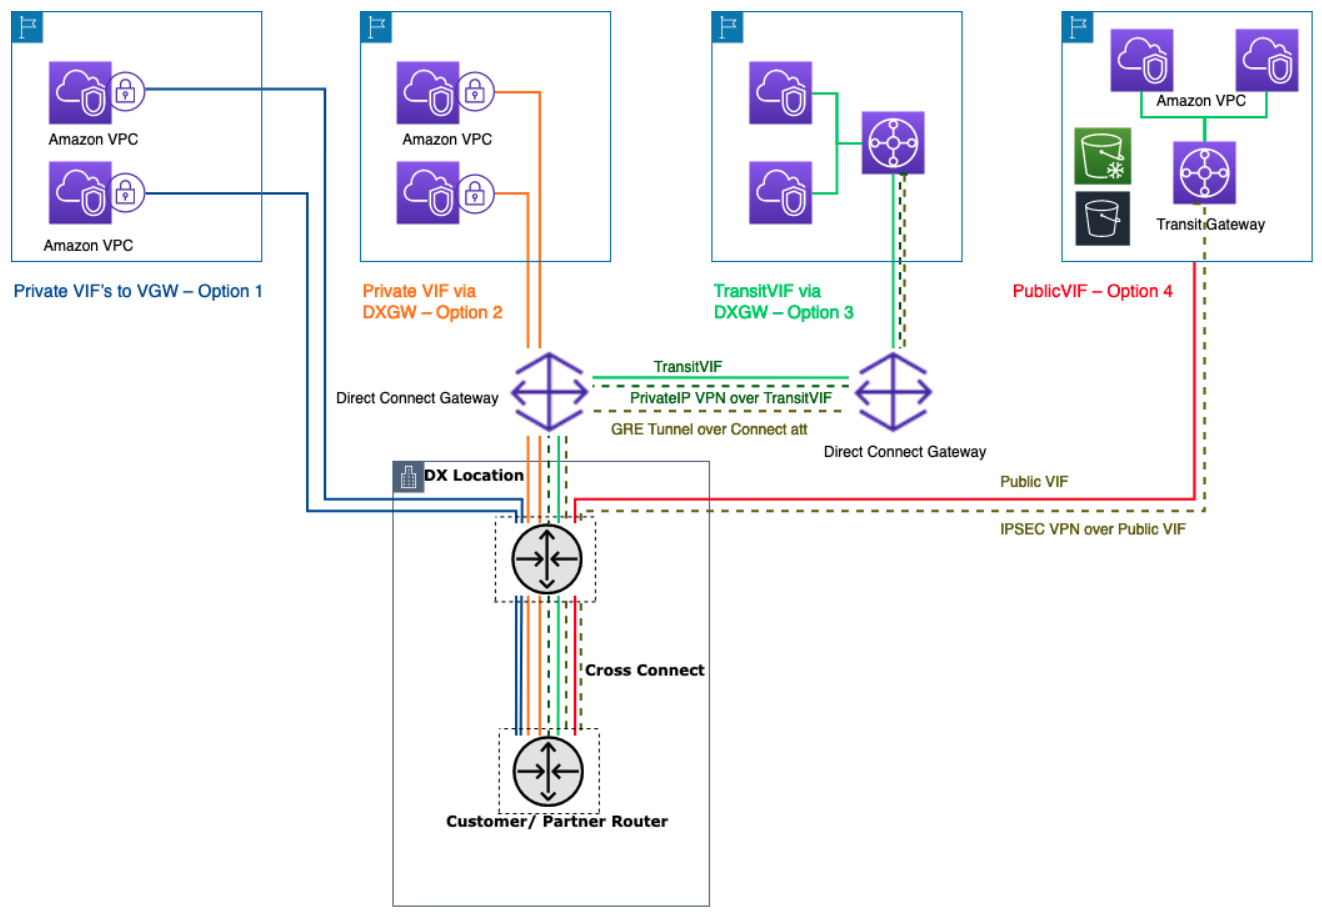 Amazon VPC
Amazon VPC
Private VIF's to VGW – Option 1
Amazon VPC
Private VIF via
DXGW – Option 2
TransitVIF via
DXGW – Option 3
Amazon VPC
Transit Gateway
PublicVIF – Option 4
Direct Connect Gateway
TransitVIF
PrivateIP VPN over TransitVIF
GRE Tunnel over Connect att
Direct Connect Gateway
DX Location
Public VIF
IPSEC VPN over Public VIF
Cross Connect
Customer/ Partner Router